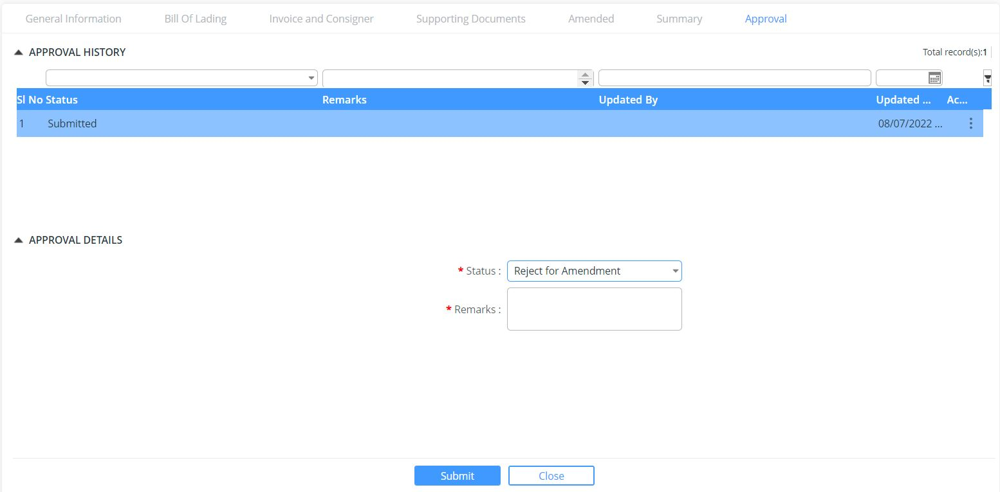 General Information Bill Of Lading Invoice and Consigner Supporting Documents Amended Summary Approval
APPROVAL HISTORY Total record(s):1
Sl No Status Remarks Updated By Updated ... Ac...
1 Submitted 08/07/2022 ...
APPROVAL DETAILS
* Status : Reject for Amendment
* Remarks :
Submit Close